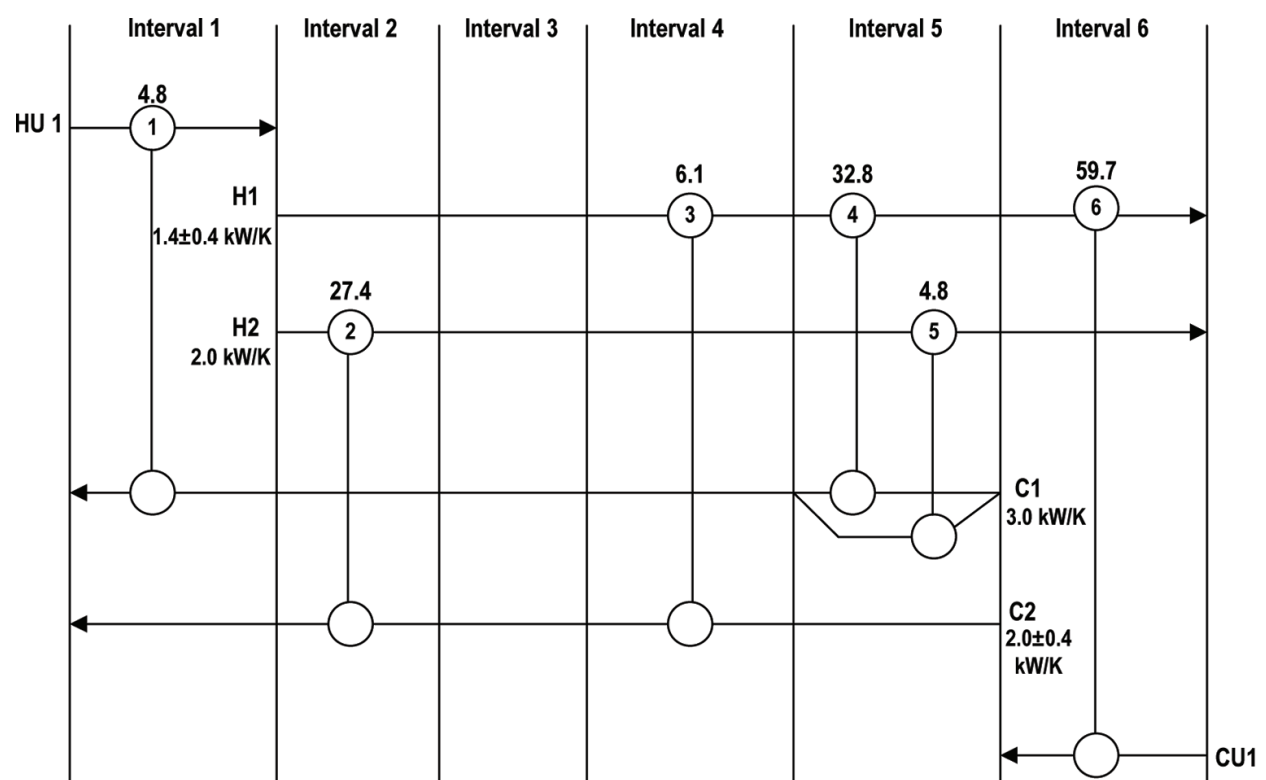 Interval 1 Interval 2 Interval 3 Interval 4 Interval 5 Interval 6
4.8
HU 1 1
6.1 32.8 59.7
H1 3 4 6
1.4±0.4 kW/K
27.4 4.8
H2 2 5
2.0 kW/K
C1
3.0 kW/K
C2
2.0±0.4
kW/K
CU1